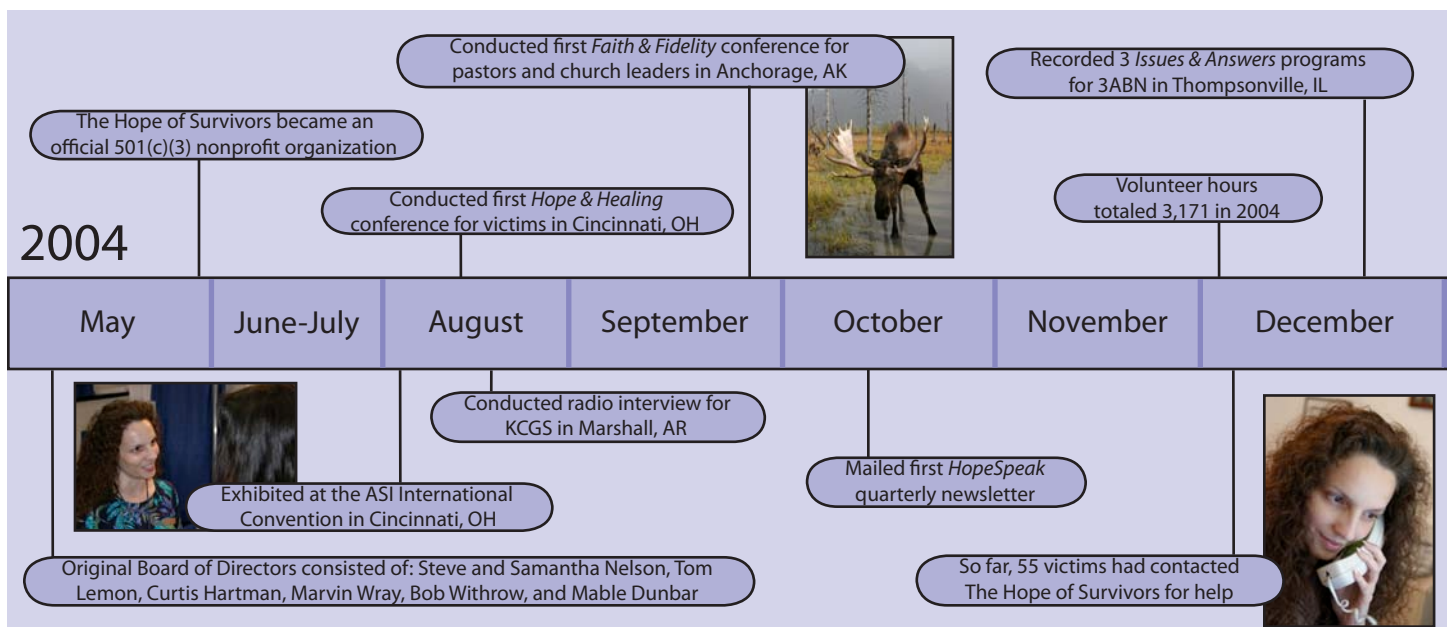 Conducted first Faith & Fidelity conference for
pastors and church leaders in Anchorage, AK
Recorded 3 Issues & Answers programs
for 3ABN in Thompsonville, IL
The Hope of Survivors became an
official 501(c)(3) nonprofit organization
Conducted first Hope & Healing
conference for victims in Cincinnati, OH
Volunteer hours
totaled 3,171 in 2004
2004
May
June-July
August
September
October
November
December
Conducted radio interview for
KCGS in Marshall, AR
Mailed first HopeSpeak
quarterly newsletter
Exhibited at the ASI International
Convention in Cincinnati, OH
Original Board of Directors consisted of: Steve and Samantha Nelson, Tom
Lemon, Curtis Hartman, Marvin Wray, Bob Withrow, and Mable Dunbar
So far, 55 victims had contacted
The Hope of Survivors for help